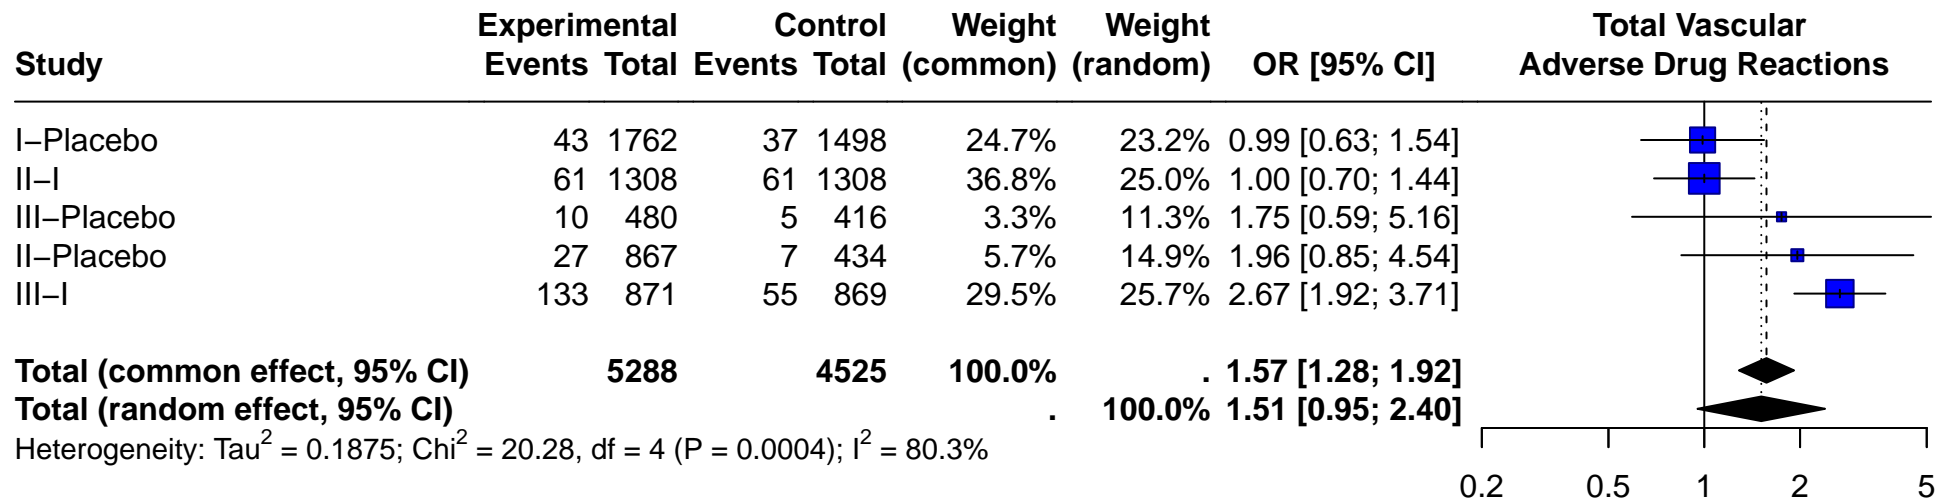 Experimental Control Weight Weight Total Vascular
Study Events Total Events Total (common) (random) OR [95% CI] Adverse Drug Reactions
I−Placebo 43 1762 37 1498 24.7% 23.2% 0.99 [0.63; 1.54]
II−I 61 1308 61 1308 36.8% 25.0% 1.00 [0.70; 1.44]
III−Placebo 10 480 5 416 3.3% 11.3% 1.75 [0.59; 5.16]
II−Placebo 27 867 7 434 5.7% 14.9% 1.96 [0.85; 4.54]
III−I 133 871 55 869 29.5% 25.7% 2.67 [1.92; 3.71]
Total (common effect, 95% CI) 5288 4525 100.0% . 1.57 [1.28; 1.92]
Total (random effect, 95% CI) . 100.0% 1.51 [0.95; 2.40]
Heterogeneity: Tau² = 0.1875; Chi² = 20.28, df = 4 (P = 0.0004); I² = 80.3%
0.2 0.5 1 2 5